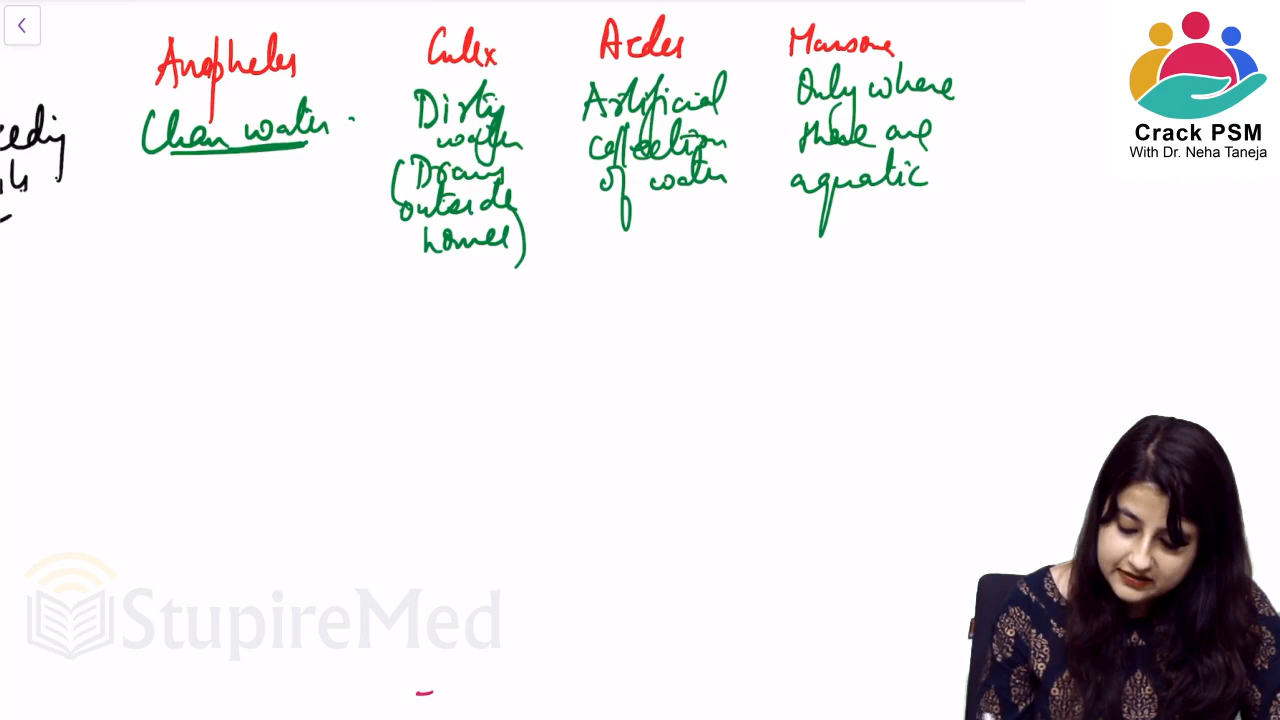 Anopheles
Culex
Aedes
Clean water
Dirty
water
(Drains
outside
homes)
Artificial
collection
of water
Only where
there are
aquatic
Crack PSM
With Dr. Neha Taneja
StupireMed